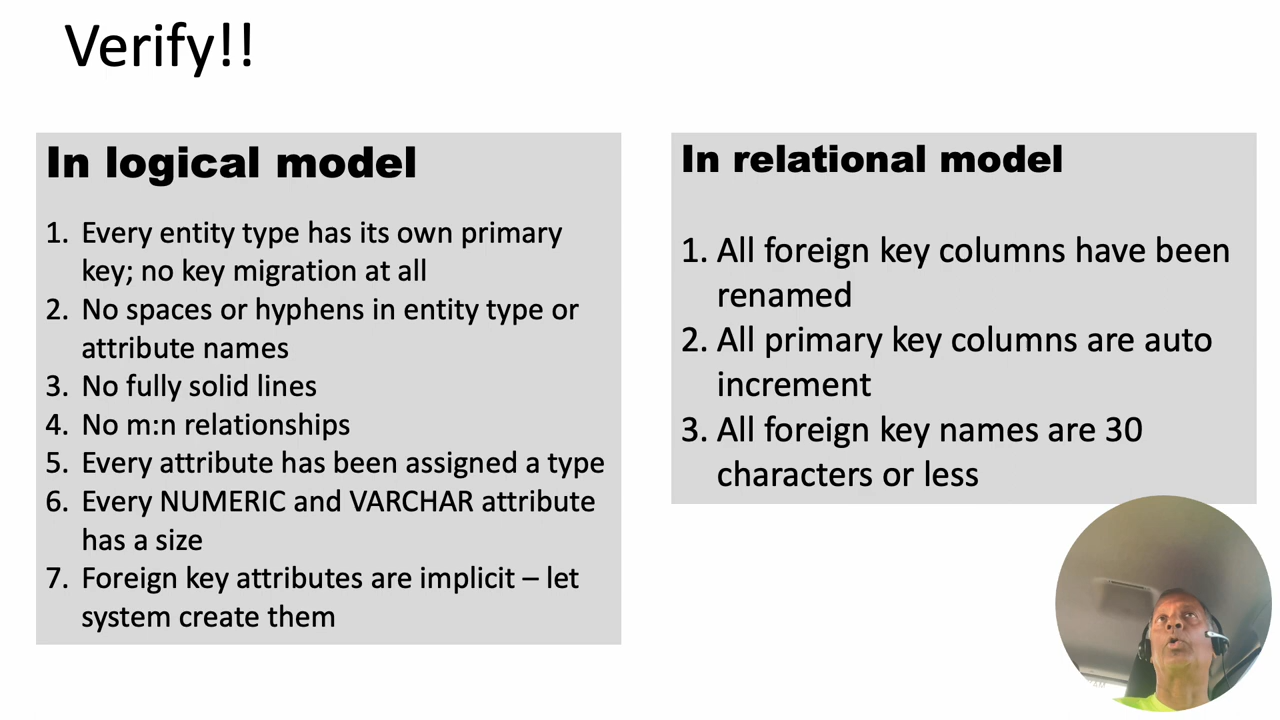 Verify!!
In logical model
1. Every entity type has its own primary
key; no key migration at all
2. No spaces or hyphens in entity type or
attribute names
3. No fully solid lines
4. No m:n relationships
5. Every attribute has been assigned a type
6. Every NUMERIC and VARCHAR attribute
has a size
7. Foreign key attributes are implicit – let
system create them
In relational model
1. All foreign key columns have been
renamed
2. All primary key columns are auto
increment
3. All foreign key names are 30
characters or less